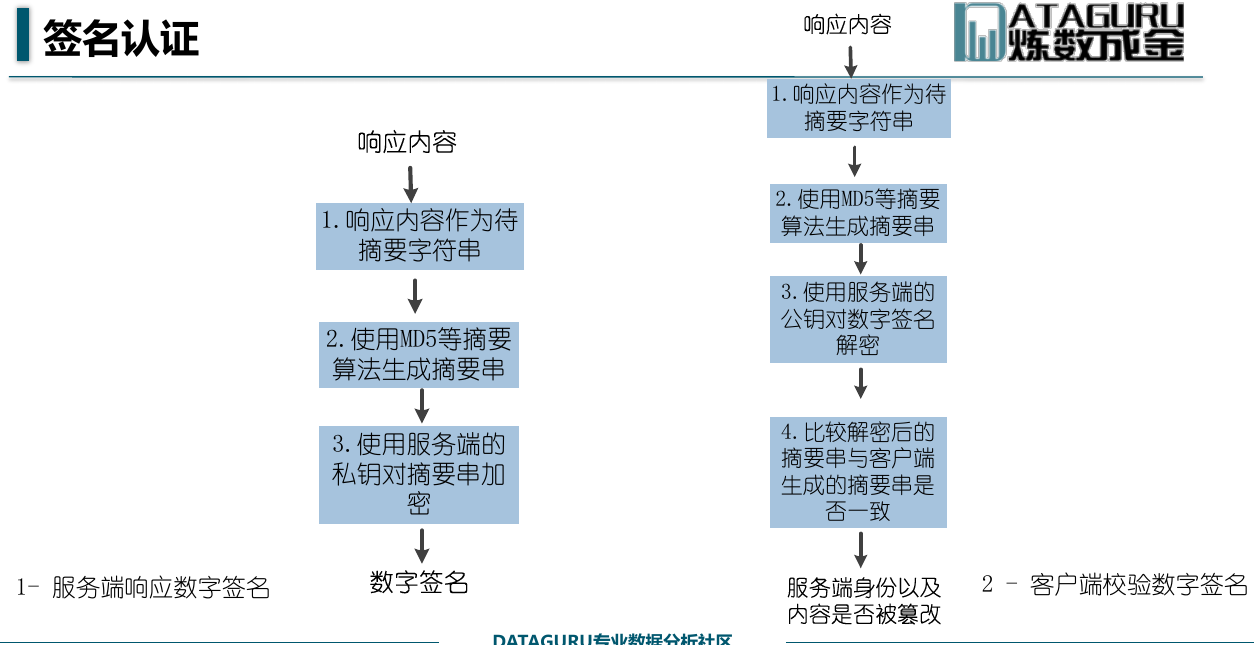 签名认证
DATAGURU
炼数成金
响应内容
1.响应内容作为待
摘要字符串
2.使用MD5等摘要
算法生成摘要串
3.使用服务端的
私钥对摘要串加
密
数字签名
1- 服务端响应数字签名
响应内容
1.响应内容作为待
摘要字符串
2.使用MD5等摘要
算法生成摘要串
3.使用服务端的
公钥对数字签名
解密
4.比较解密后的
摘要串与客户端
生成的摘要串是
否一致
服务端身份以及
内容是否被篡改
2 - 客户端校验数字签名
DATAGURU专业数据分析社区